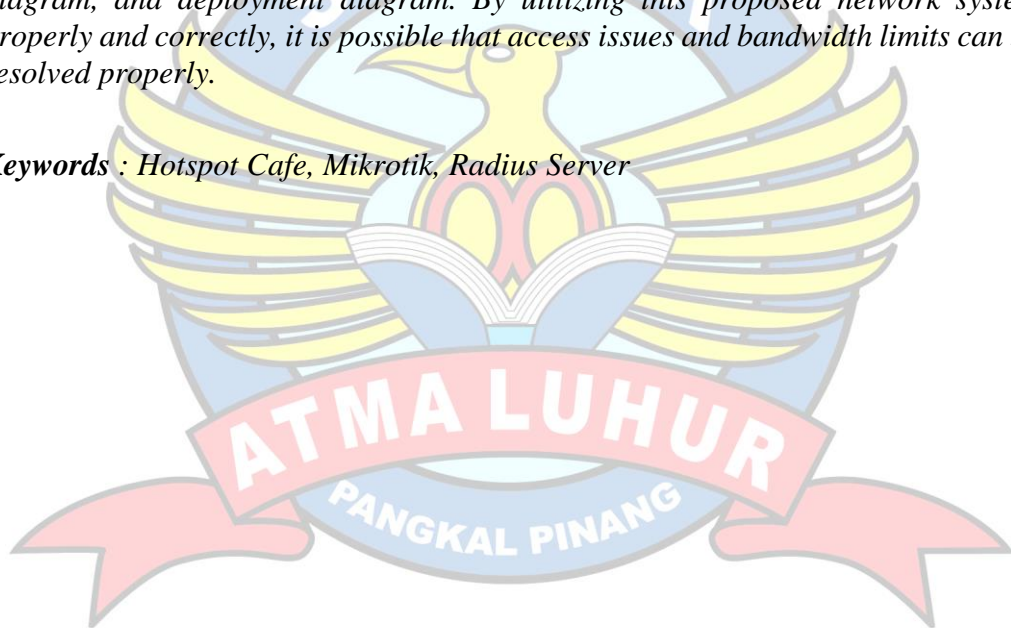 diagram, and deployment diagram. By utilizing this proposed network system
properly and correctly, it is possible that access issues and bandwidth limits can
resolved properly.
Keywords : Hotspot Cafe, Mikrotik, Radius Server
ATMA LUHUR
PANGKAL PINANG